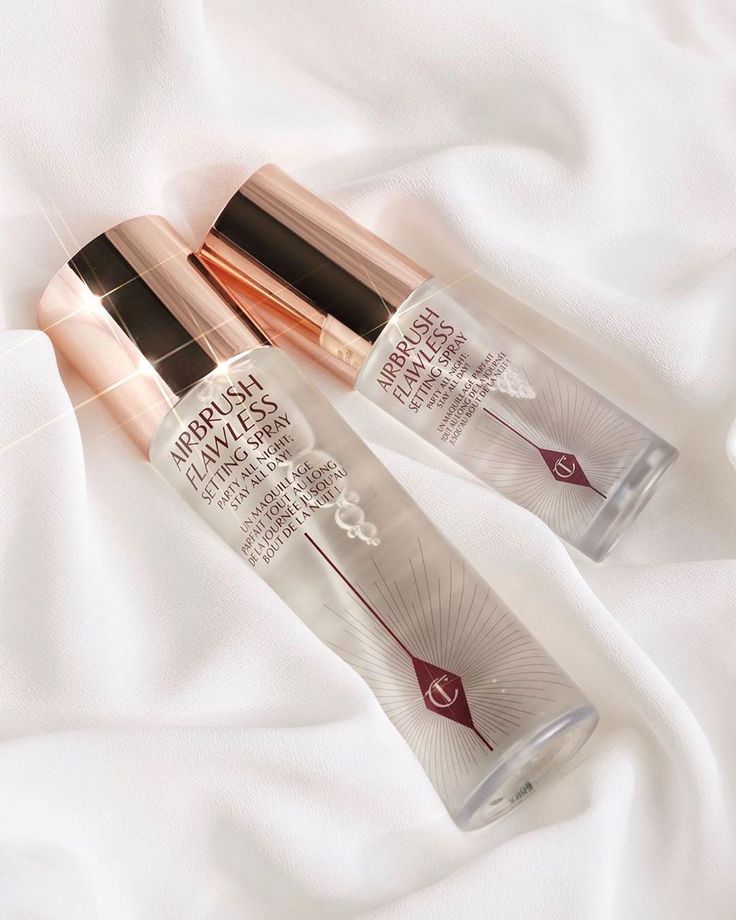 AIRBRUSH
FLAWLESS
SETTING SPRAY
PARTY ALL NIGHT;
STAY ALL DAY!
UN MAQUILLAGE
PARFAIT TOUT AU LONG
DE LA JOURNÉE JUSQU'AU
BOUT DE LA NUIT !
CT
AIRBRUSH
FLAWLESS
SETTING SPRAY
PARTY ALL NIGHT;
STAY ALL DAY!
UN MAQUILLAGE PARFAIT
TOUT AU LONG DE LA JOURNÉE
JUSQU'AU BOUT DE LA NUIT !
CT